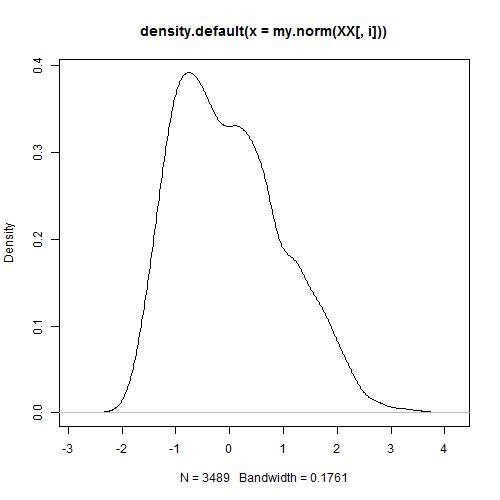 density.default(x = my.norm(XX[, i]))
Density
0.4
0.3
0.2
0.1
0.0
-3 -2 -1 0 1 2 3 4
N = 3489 Bandwidth = 0.1761